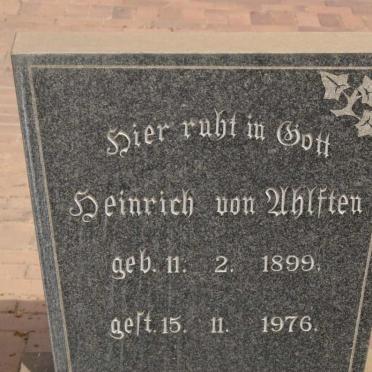 Hier ruht in Gott
Heinrich von Ahlften
geb. 11. 2. 1899.
gest. 15. 11. 1976.